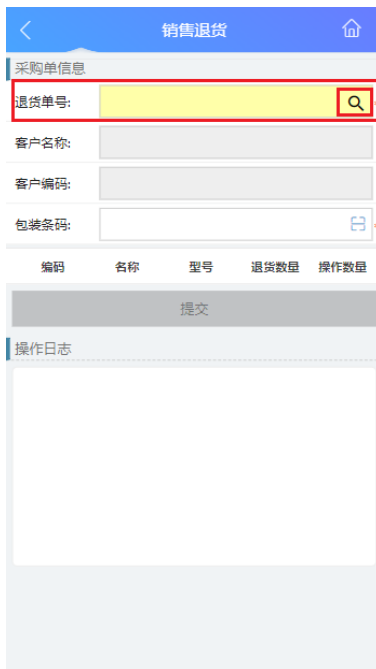 销售退货
采购单信息
退货单号:
客户名称:
客户编码:
包装条码:
编码 名称 型号 退货数量 操作数量
提交
操作日志